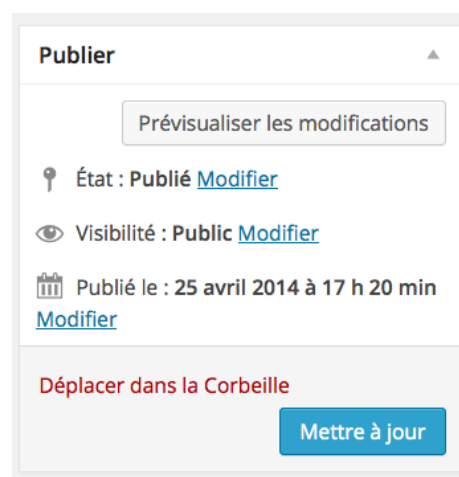 Publier
Prévisualiser les modifications
État : Publié Modifier
Visibilité : Public Modifier
Publié le : 25 avril 2014 à 17 h 20 min
Modifier
Déplacer dans la Corbeille
Mettre à jour